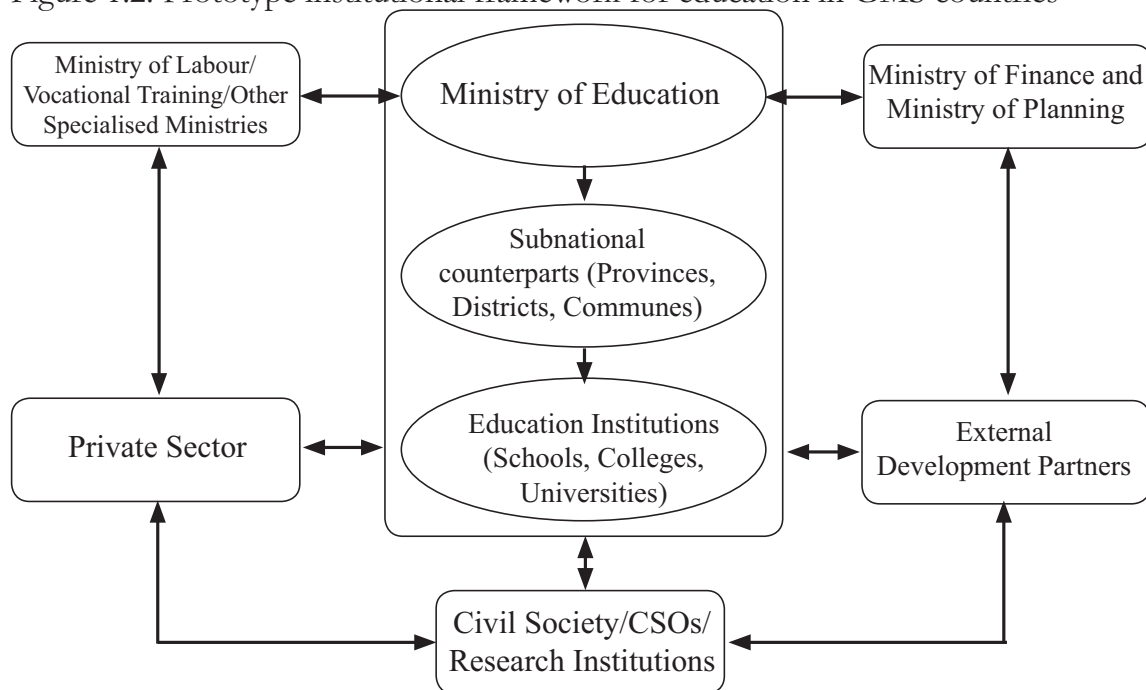 Figure 1.2: Prototype institutional framework for education in GMS countries
Ministry of Labour/
Vocational Training/Other
Specialised Ministries
Ministry of Education
Ministry of Finance and
Ministry of Planning
Subnational
counterparts (Provinces,
Districts, Communes)
Private Sector
Education Institutions
(Schools, Colleges,
Universities)
External
Development Partners
Civil Society/CSOs/
Research Institutions